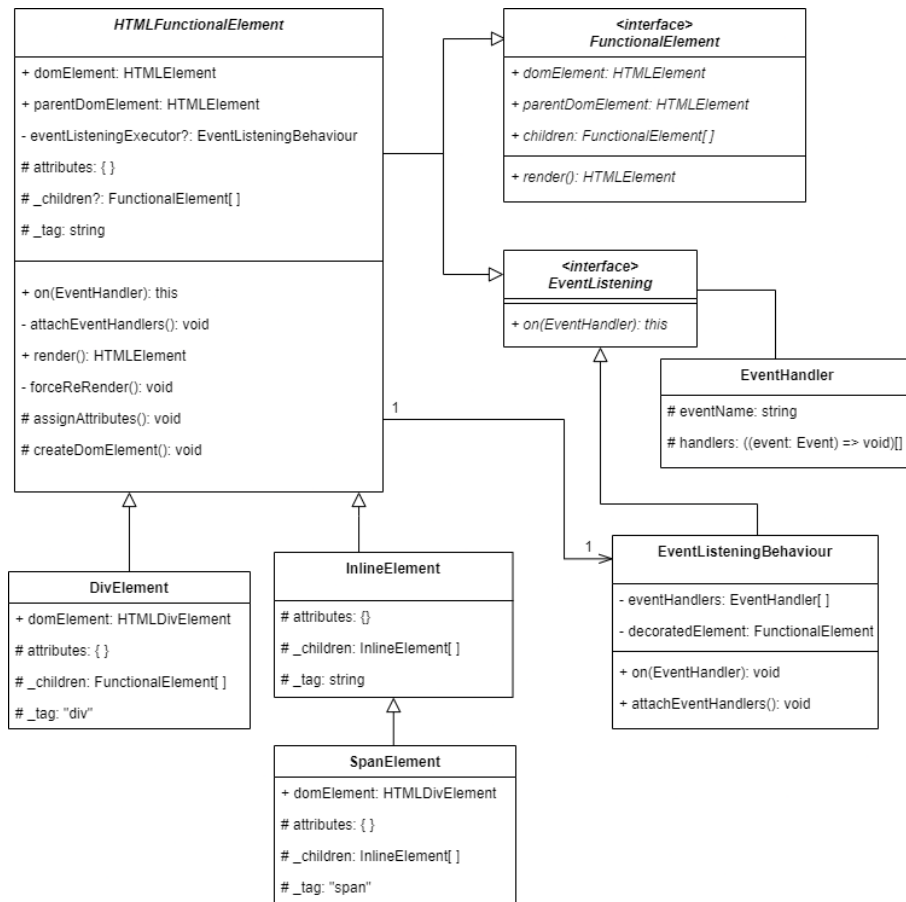 HTMLFunctionalElement
+ domElement: HTMLElement
+ parentDomElement: HTMLElement
- eventListeningExecutor?: EventListeningBehaviour
# attributes: { }
# _children?: FunctionalElement[ ]
# _tag: string
+ on(EventHandler): this
- attachEventHandlers(): void
+ render(): HTMLElement
- forceReRender(): void
# assignAttributes(): void
# createDomElement(): void
<interface>
FunctionalElement
+ domElement: HTMLElement
+ parentDomElement: HTMLElement
+ children: FunctionalElement[ ]
+ render(): HTMLElement
<interface>
EventListening
+ on(EventHandler): this
EventHandler
# eventName: string
# handlers: ((event: Event) => void)[]
1
1
EventListeningBehaviour
- eventHandlers: EventHandler[ ]
- decoratedElement: FunctionalElement
+ on(EventHandler): void
+ attachEventHandlers(): void
DivElement
+ domElement: HTMLDivElement
# attributes: { }
# _children: FunctionalElement[ ]
# _tag: "div"
InlineElement
# attributes: {}
# _children: InlineElement[ ]
# _tag: string
SpanElement
+ domElement: HTMLDivElement
# attributes: { }
# _children: InlineElement[ ]
# _tag: "span"